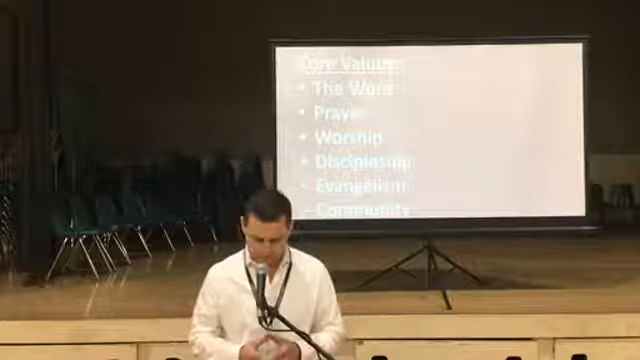 Core Values
• The Word
• Prayer
• Worship
• Discipleship
• Evangelism
• Community